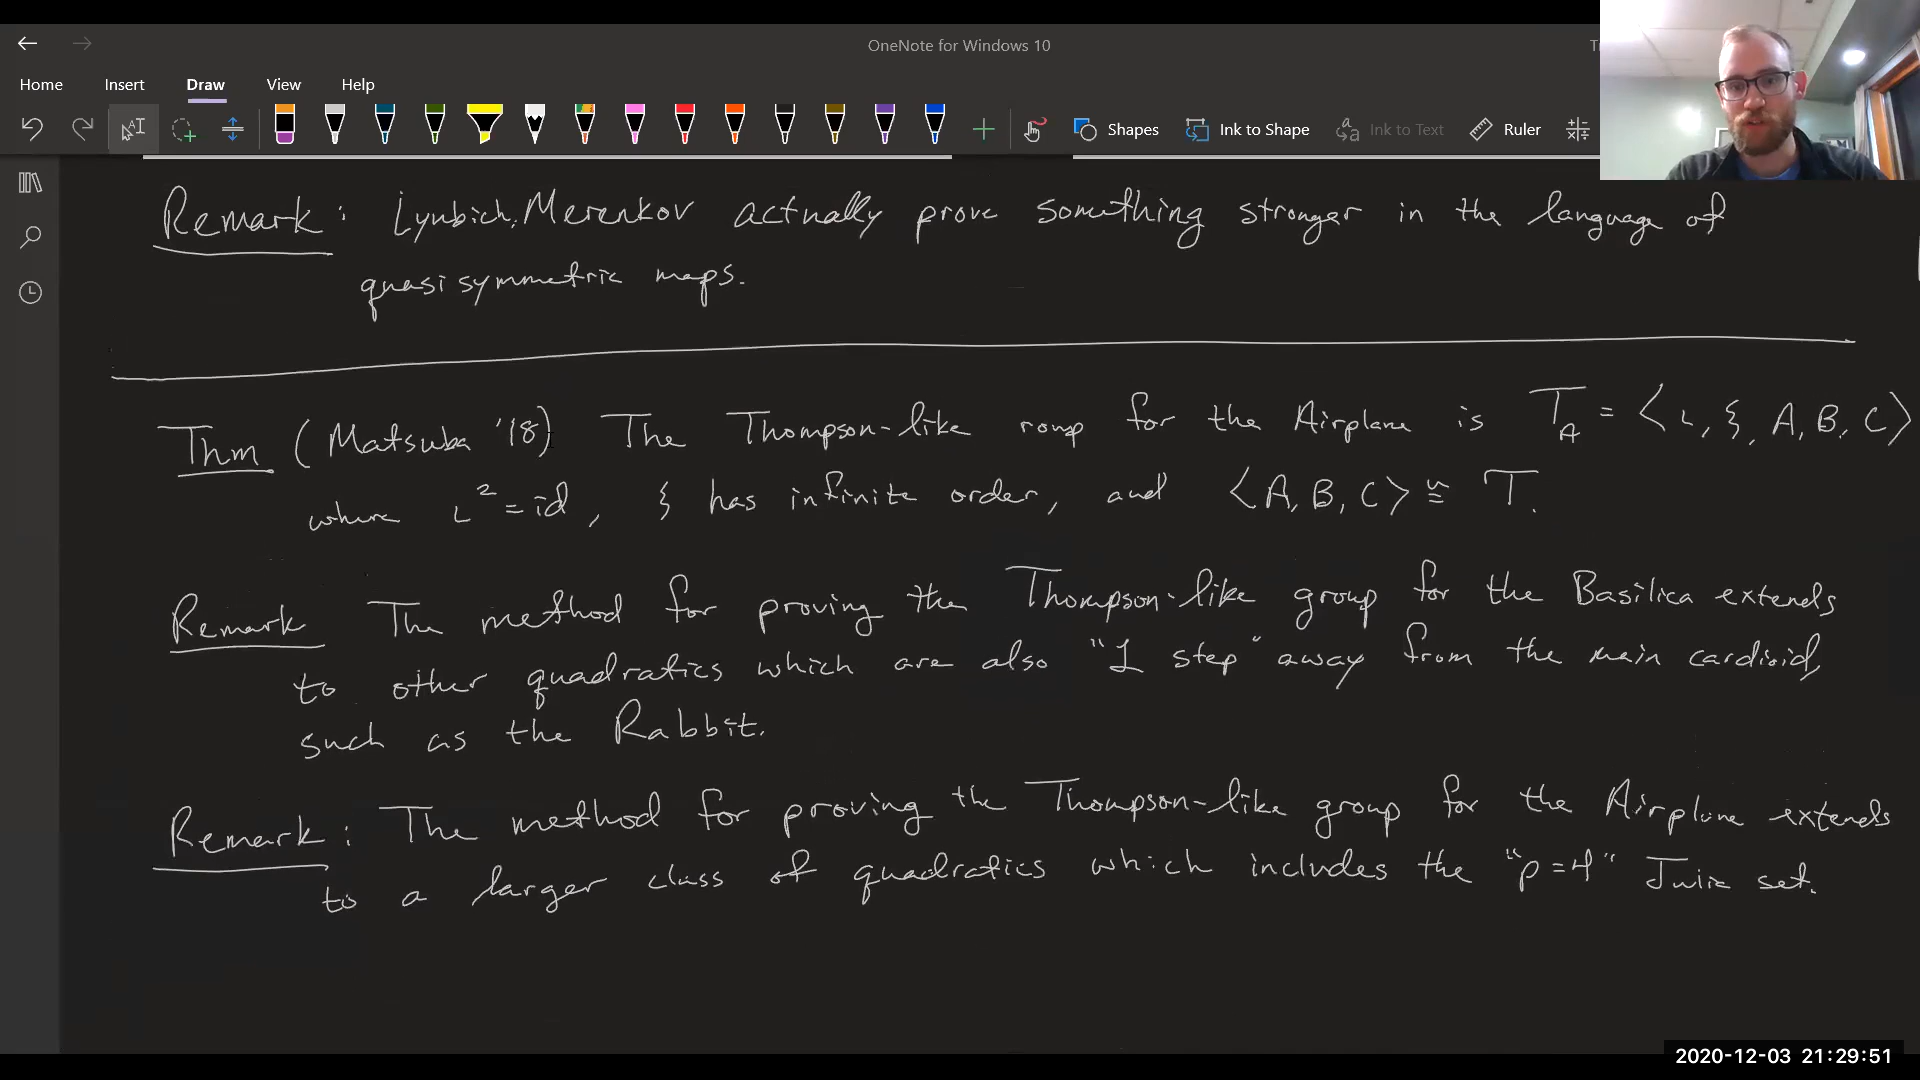 OneNote for Windows 10
Home Insert Draw View Help
Shapes Ink to Shape Ink to Text Ruler
Remark: Lyubich, Merenkov actually prove something stronger in the language of
quasisymmetric maps.
Thm (Matsuba '18) The Thompson-like roup for the Airplane is T_A = ⟨ι, ξ, A, B, C⟩
where ι² = id, ξ has infinite order, and ⟨A, B, C⟩ ≅ T.
Remark The method for proving the Thompson-like group for the Basilica extends
to other quadratics which are also "1 step" away from the main cardioid,
such as the Rabbit.
Remark: The method for proving the Thompson-like group for the Airplane extends
to a larger class of quadratics which includes the "p=4" Julia set.
2020-12-03 21:29:51